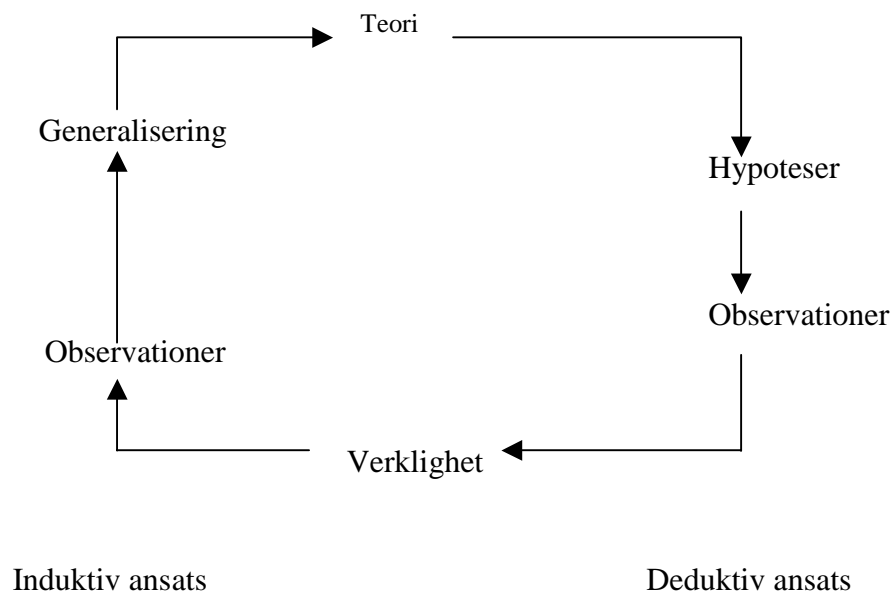 Teori
Generalisering
Hypoteser
Observationer
Observationer
Verklighet
Induktiv ansats
Deduktiv ansats